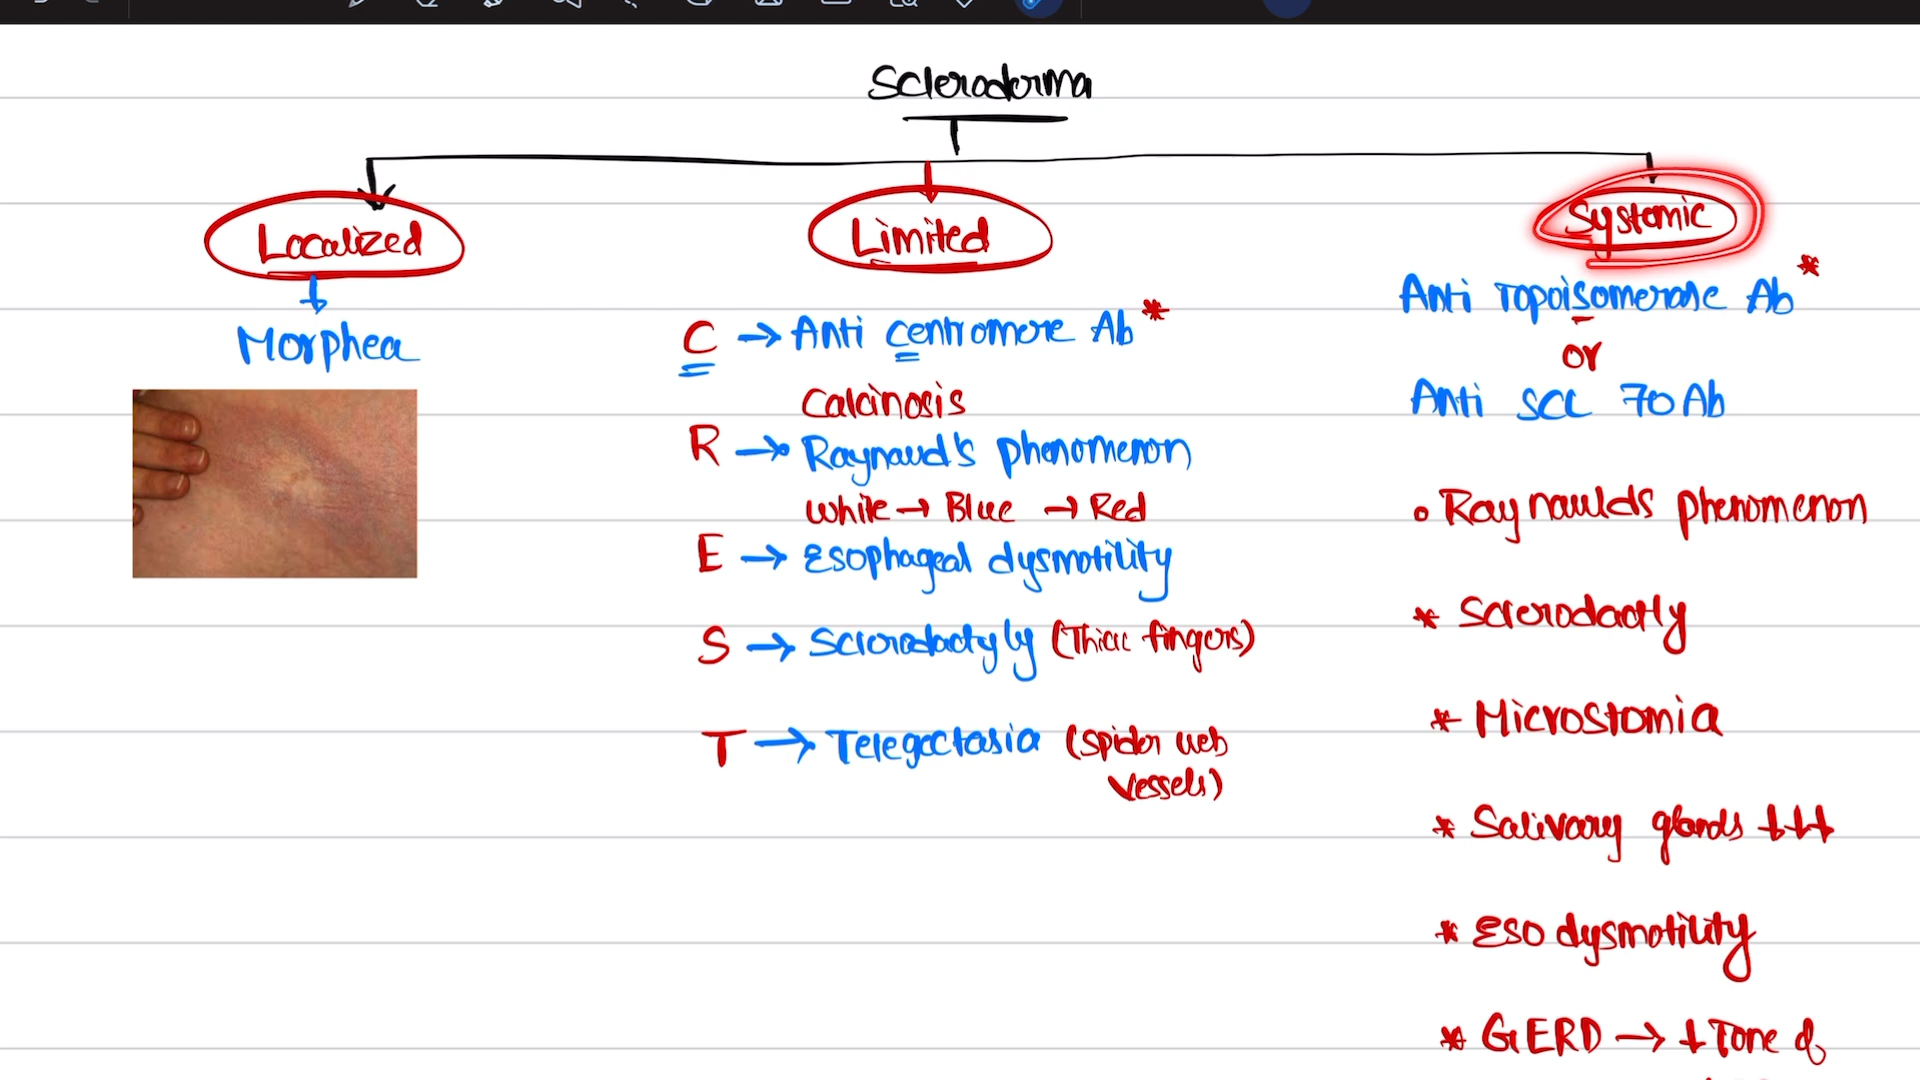 Scleroderma
Localized
Morphea
Limited
C → Anti centromere Ab *
Calcinosis
R → Raynaud's phenomenon
White → Blue → Red
E → Esophageal dysmotility
S → Sclorodactyly (Thick fingers)
T → Telegectasia (spider web
vessels)
Systemic
Anti Topoisomerase Ab *
or
Anti SCL 70 Ab
• Raynaulds phenomenon
* Sclerodactly
* Microstomia
* Salivary glands ↓↓↓
* Eso dysmotility
* GERD → ↓ Tone of